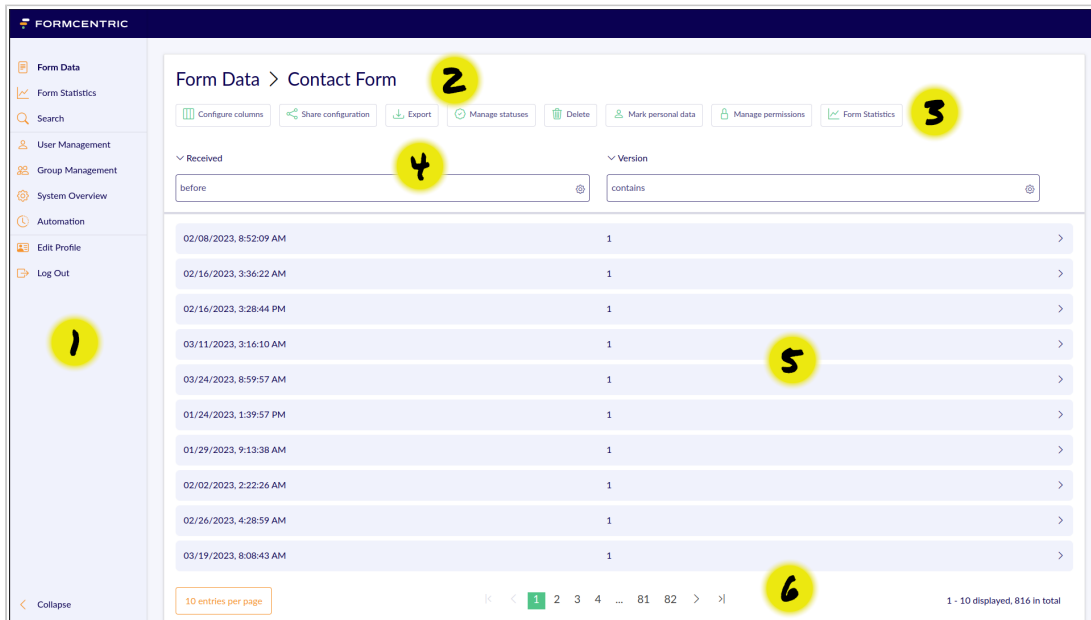 FORMCENTRIC
Form Data
Form Statistics
Search
User Management
Group Management
System Overview
Automation
Edit Profile
Log Out
1
Collapse
Form Data > Contact Form
2
Configure columns Share configuration Export Manage statuses Delete Mark personal data Manage permissions Form Statistics
3
Received Version
4
before contains
02/08/2023, 8:52:09 AM 1
02/16/2023, 3:36:22 AM 1
02/16/2023, 3:28:44 PM 1
03/11/2023, 3:16:10 AM 1
5
03/24/2023, 8:59:57 AM 1
01/24/2023, 1:39:57 PM 1
01/29/2023, 9:13:38 AM 1
02/02/2023, 2:22:26 AM 1
02/26/2023, 4:28:59 AM 1
03/19/2023, 8:08:43 AM 1
10 entries per page 1 2 3 4 ... 81 82 1 - 10 displayed, 816 in total
6